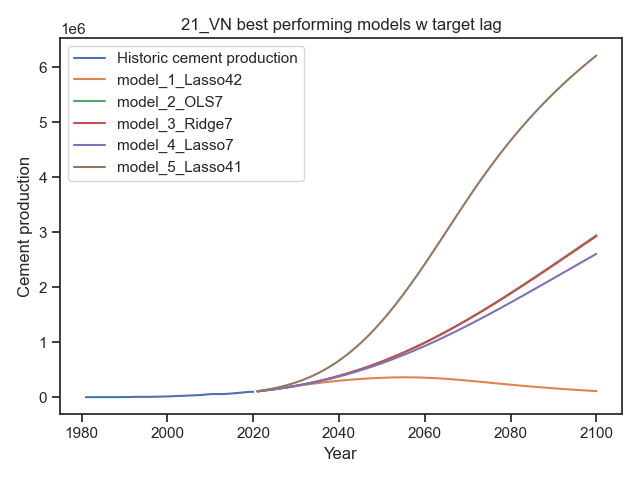 21_VN best performing models w target lag
1e6
Historic cement production
model_1_Lasso42
model_2_OLS7
model_3_Ridge7
model_4_Lasso7
model_5_Lasso41
6
5
4
3
2
1
0
Cement production
1980 2000 2020 2040 2060 2080 2100
Year